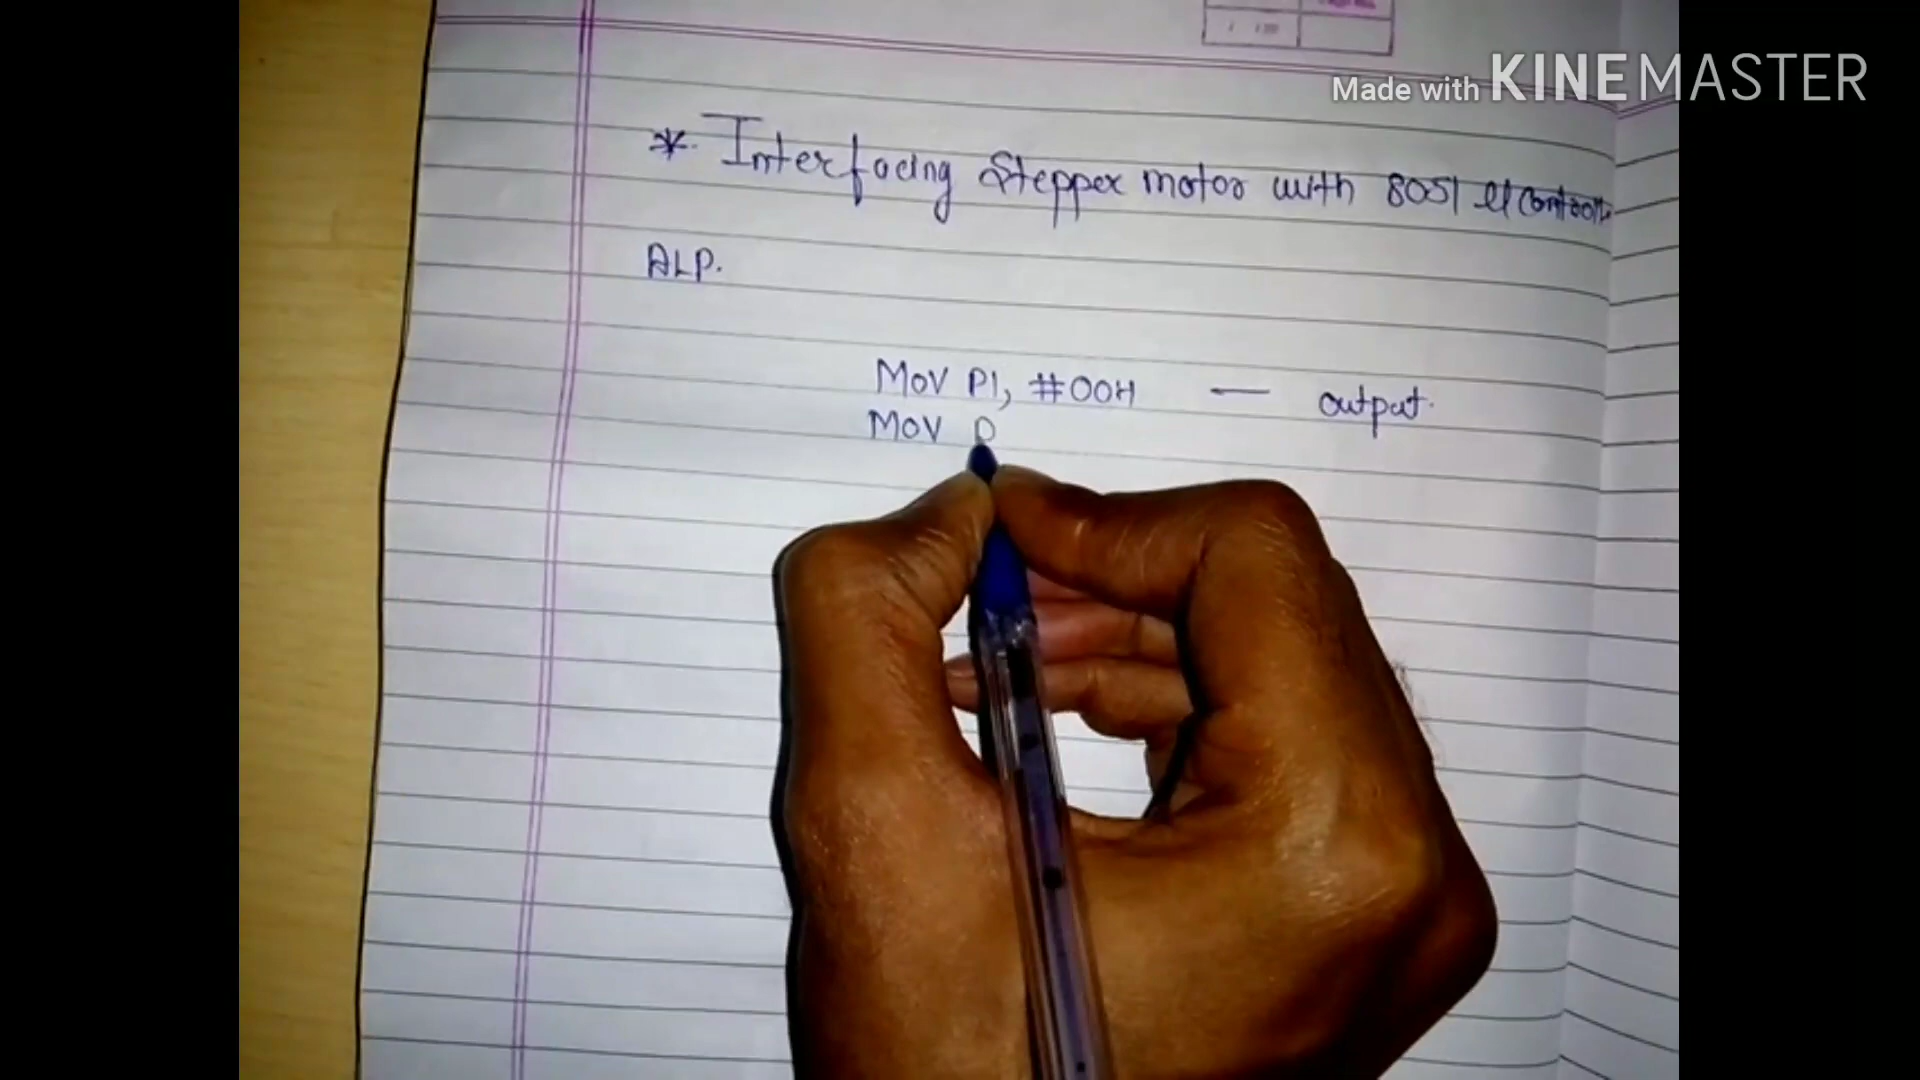 Made with KINEMASTER
* Interfacing Stepper motor with 8051
ALP.
Mov P1, #00H — output.
Mov P